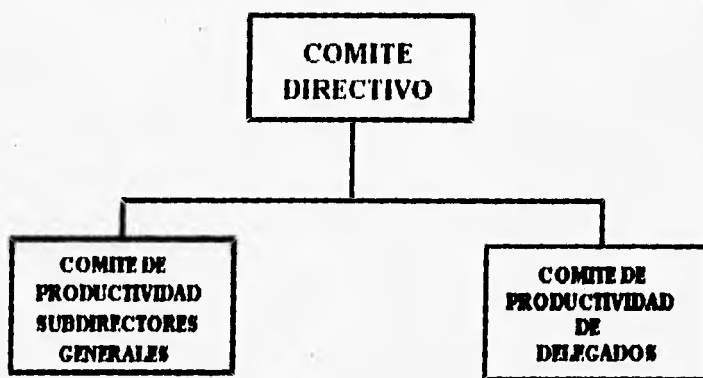 COMITE
DIRECTIVO
COMITE DE
PRODUCTIVIDAD
SUBDIRECTORES
GENERALES
COMITE DE
PRODUCTIVIDAD
DE
DELEGADOS